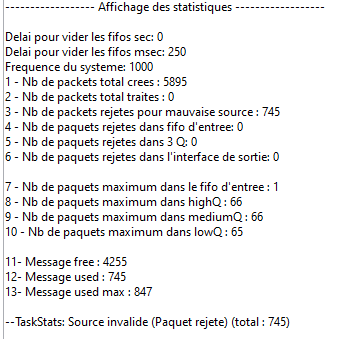 ------------------ Affichage des statistiques ------------------
Delai pour vider les fifos sec: 0
Delai pour vider les fifos msec: 250
Frequence du systeme: 1000
1 - Nb de packets total crees : 5895
2 - Nb de packets total traites : 0
3 - Nb de packets rejetes pour mauvaise source : 745
4 - Nb de paquets rejetes dans fifo d'entree: 0
5 - Nb de paquets rejetes dans 3 Q: 0
6 - Nb de paquets rejetes dans l'interface de sortie: 0
7 - Nb de paquets maximum dans le fifo d'entree : 1
8 - Nb de paquets maximum dans highQ : 66
9 - Nb de paquets maximum dans mediumQ : 66
10 - Nb de paquets maximum dans lowQ : 65
11- Message free : 4255
12- Message used : 745
13- Message used max : 847
--TaskStats: Source invalide (Paquet rejete) (total : 745)